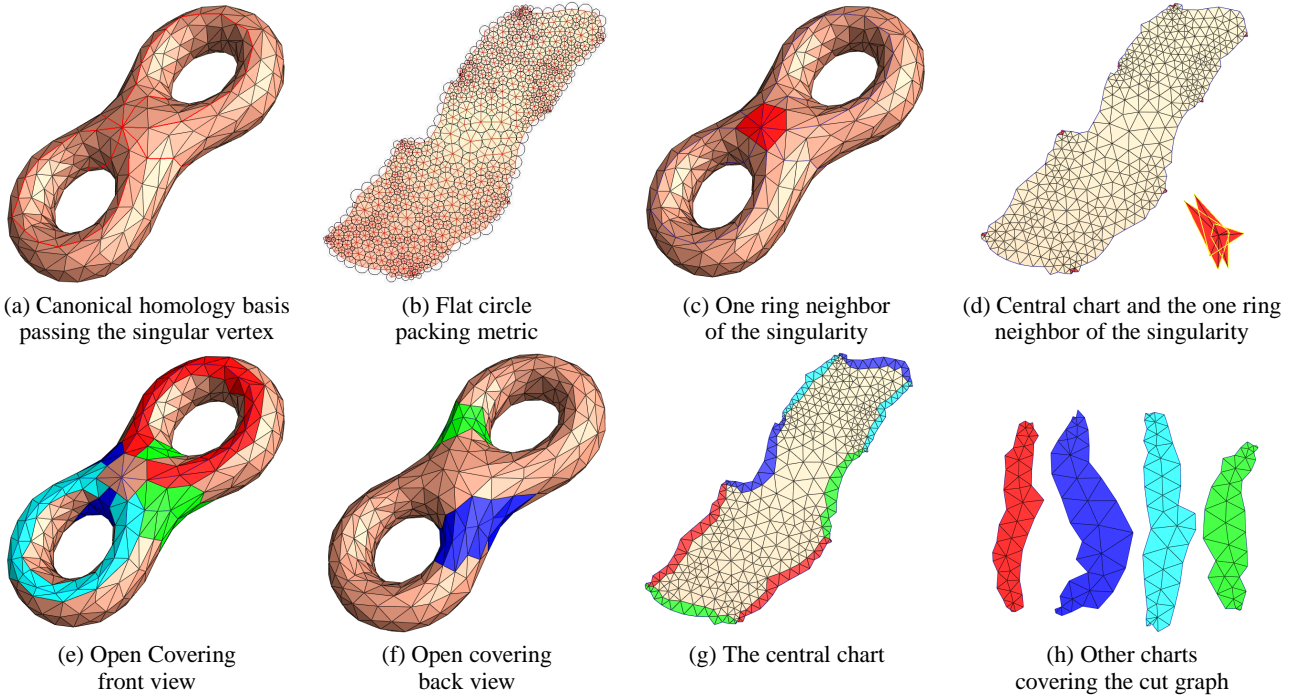 (a) Canonical homology basis
passing the singular vertex
(b) Flat circle
packing metric
(c) One ring neighbor
of the singularity
(d) Central chart and the one ring
neighbor of the singularity
(e) Open Covering
front view
(f) Open covering
back view
(g) The central chart
(h) Other charts
covering the cut graph